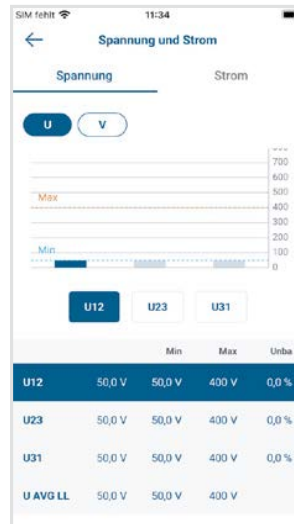 SIM fehlt 11:34
Spannung und Strom
Spannung Strom
U V
700
600
Max 500
400
300
200
Min 100
0
U12 U23 U31
Min Max Unba
U12 50,0 V 50,0 V 400 V 0,0 %
U23 50,0 V 50,0 V 400 V 0,0 %
U31 50,0 V 50,0 V 400 V 0,0 %
U AVG LL 50,0 V 50,0 V 400 V